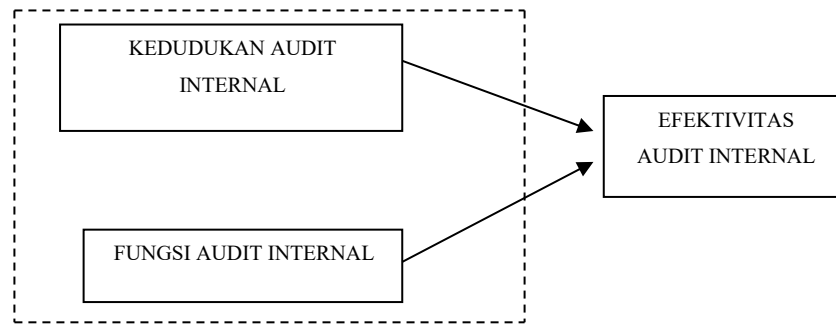 KEDUDUKAN AUDIT
INTERNAL
EFEKTIVITAS
AUDIT INTERNAL
FUNGSI AUDIT INTERNAL